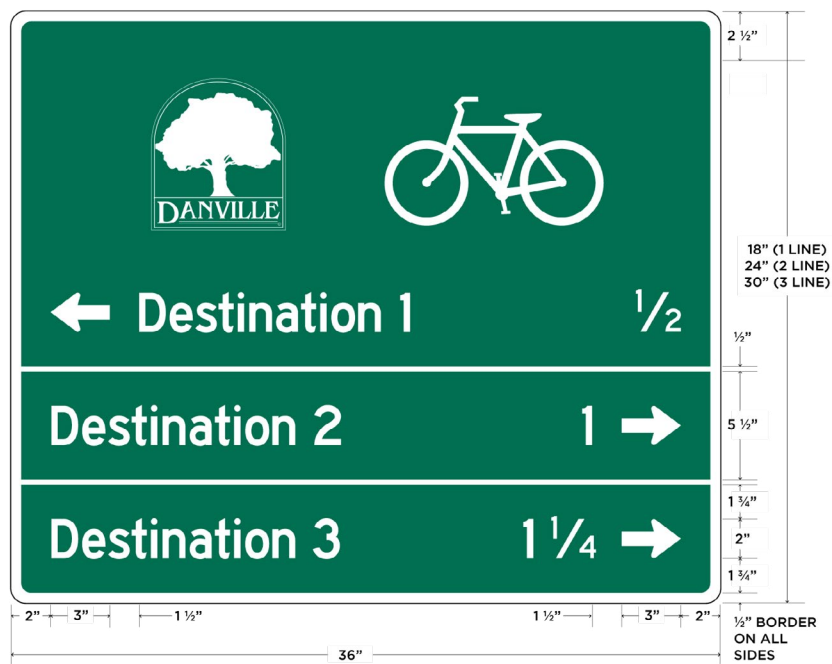 2 ½”
DANVILLE
18” (1 LINE)
24” (2 LINE)
30” (3 LINE)
Destination 1 ½
½”
Destination 2 1
5 ½”
1 ¾”
Destination 3 1¼
2”
1 ¾”
2” 3” 1 ½” 1 ½” 3” 2”
½” BORDER
ON ALL
SIDES
36”